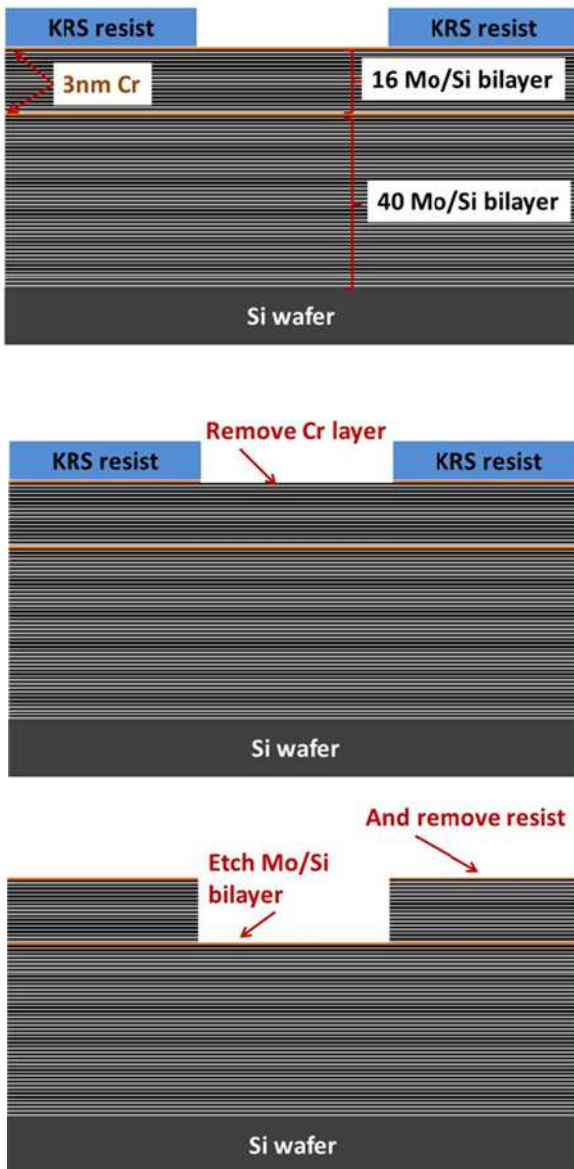 KRS resist
KRS resist
3nm Cr
16 Mo/Si bilayer
40 Mo/Si bilayer
Si wafer
Remove Cr layer
KRS resist
KRS resist
Si wafer
And remove resist
Etch Mo/Si
bilayer
Si wafer